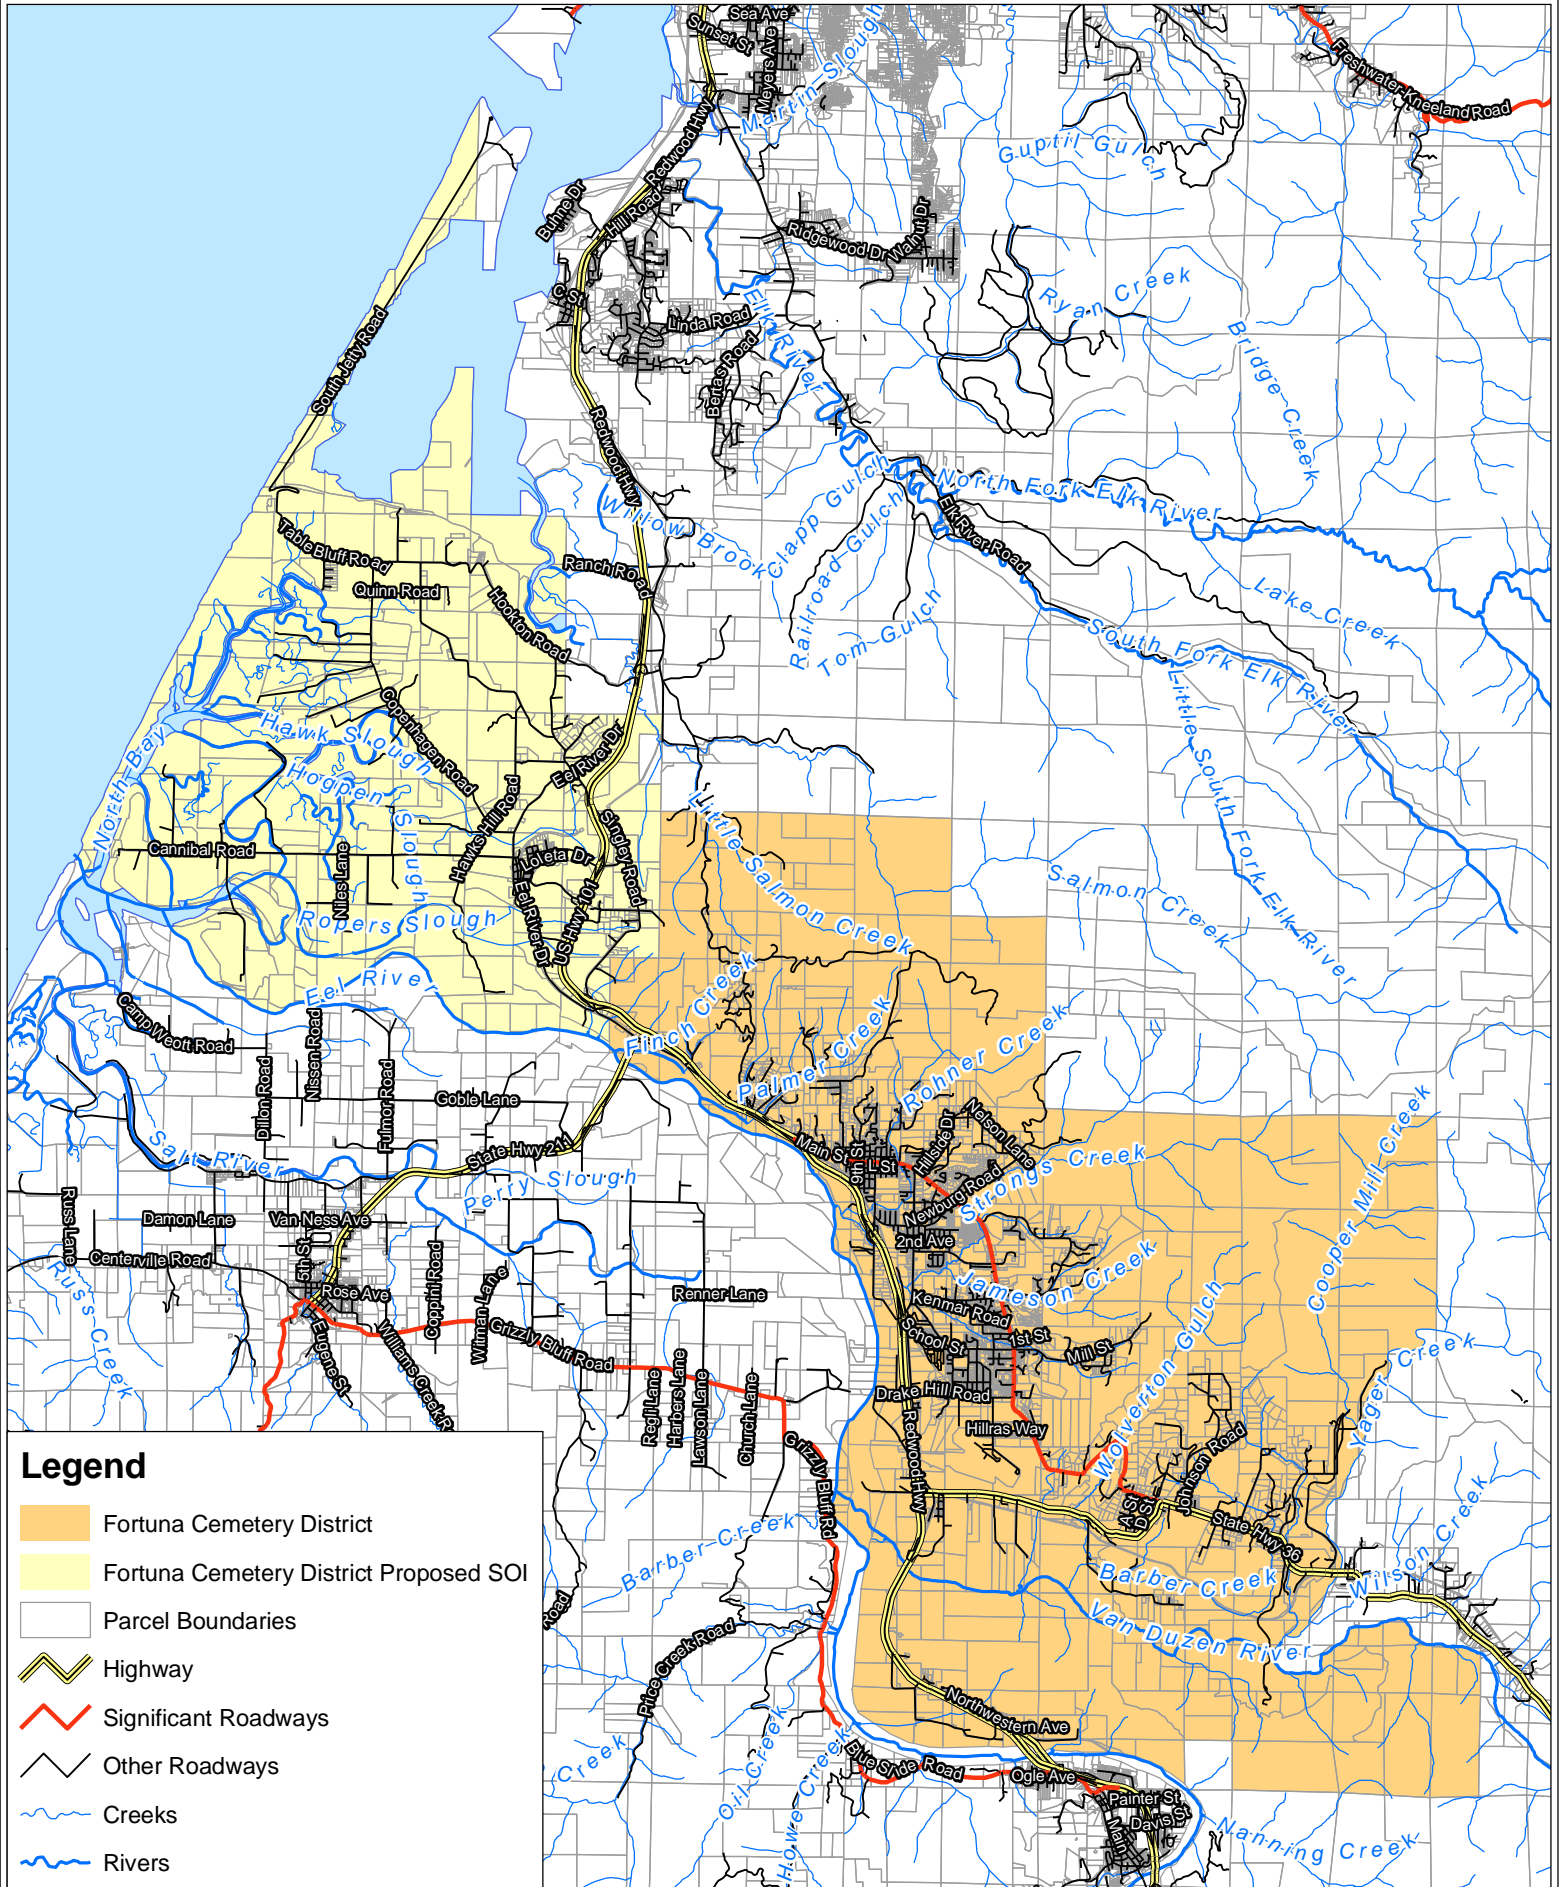 Sea Ave
Sunset St
Meyers Ave
Martin Slough
Freshwater-Kneeland Road
Guptil Gulch
Redwood Hwy
Buhne Dr
Hill Road
Ridgewood Dr
Walnut Dr
Ryan Creek
C St
Elk River
Linda Road
Bertas Road
Bridge Creek
South Jetty Road
Redwood Hwy
Clapp Gulch
North Fork Elk River
Willow Brook
Railroad Gulch
Elk River Road
Table Bluff Road
Ranch Road
Quinn Road
Hookton Road
Tom Gulch
Lake Creek
South Fork Elk River
Little South Fork Elk River
Copenhagen Road
Hawk Slough
North Bay
Eel River Dr
Hogpen Slough
Hawks Hill Road
Little Salmon Creek
Singley Road
Cannibal Road
Niles Lane
Loleta Dr
Eel River Dr
US Hwy 101
Salmon Creek
Ropers Slough
Eel River
Finch Creek
Camp Weott Road
Nissen Road
Dillon Road
Fulmor Road
Goble Lane
Palmer Creek
Rohner Creek
Cooper Mill Creek
Salt River
State Hwy 211
Main St
9th St
L St
Hillside Dr
Nelson Lane
Newburg Road
Strongs Creek
Perry Slough
Russ Lane
Damon Lane
Van Ness Ave
2nd Ave
Centerville Road
5th St
Coppini Road
Jameson Creek
Russ Creek
Rose Ave
Witman Lane
Renner Lane
Kenmar Road
Wolverton Gulch
Eugene St
Williams Creek R
Grizzly Bluff Road
School St
1st St
Mill St
Yager Creek
Regli Lane
Harbers Lane
Lawson Lane
Church Lane
Drake Hill Road
Redwood Hwy
Hillras Way
Grizzly Bluff Rd
Johnson Road
A St
D St
State Hwy 36
Wilson Creek
Barber Creek
Barber Creek
Van Duzen River
Road
Price Creek Road
Northwestern Ave
Creek
Oil Creek
Howe Creek
Blue Slide Road
Ogle Ave
Painter St
Davis St
Main
Nanning Creek
Legend
Fortuna Cemetery District
Fortuna Cemetery District Proposed SOI
Parcel Boundaries
Highway
Significant Roadways
Other Roadways
Creeks
Rivers